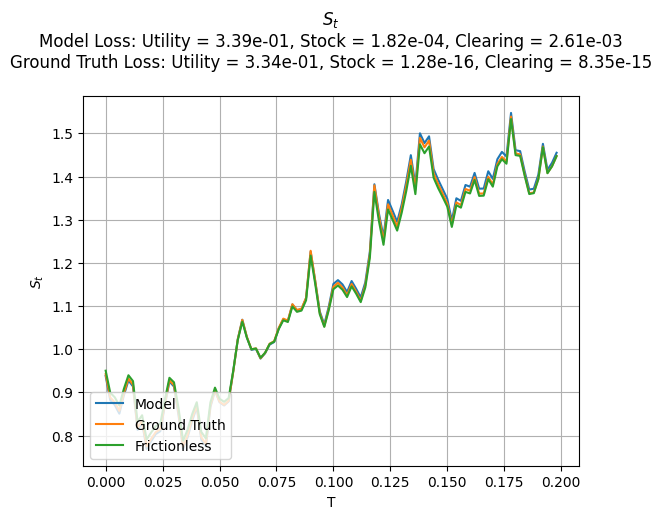 S_t
Model Loss: Utility = 3.39e-01, Stock = 1.82e-04, Clearing = 2.61e-03
Ground Truth Loss: Utility = 3.34e-01, Stock = 1.28e-16, Clearing = 8.35e-15
1.5
1.4
1.3
1.2
1.1
1.0
0.9
0.8
S_t
Model
Ground Truth
Frictionless
0.000 0.025 0.050 0.075 0.100 0.125 0.150 0.175 0.200
T